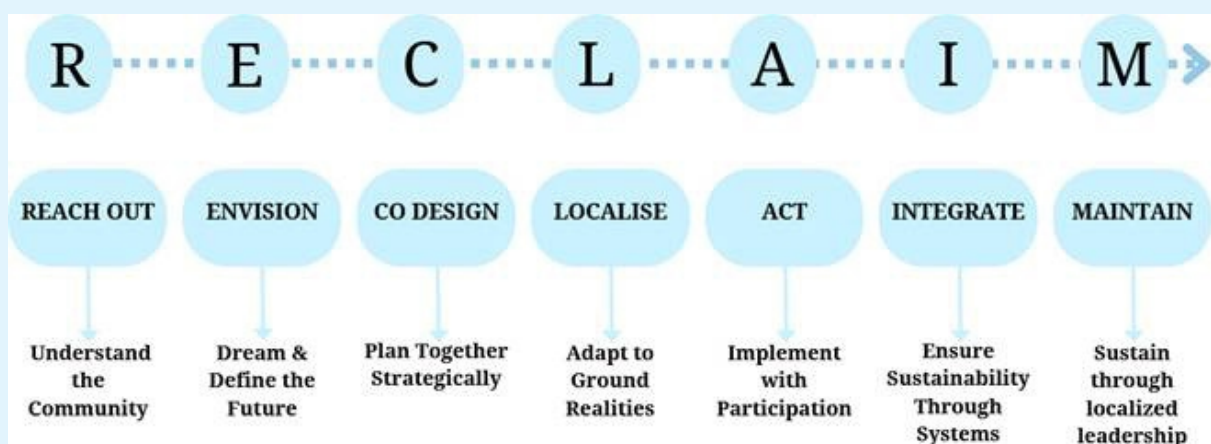 R E C L A I M
REACH OUT
ENVISION
CO DESIGN
LOCALISE
ACT
INTEGRATE
MAINTAIN
Understand
the
Community
Dream &
Define the
Future
Plan Together
Strategically
Adapt to
Ground
Realities
Implement
with
Participation
Ensure
Sustainability
Through
Systems
Sustain
through
localized
leadership